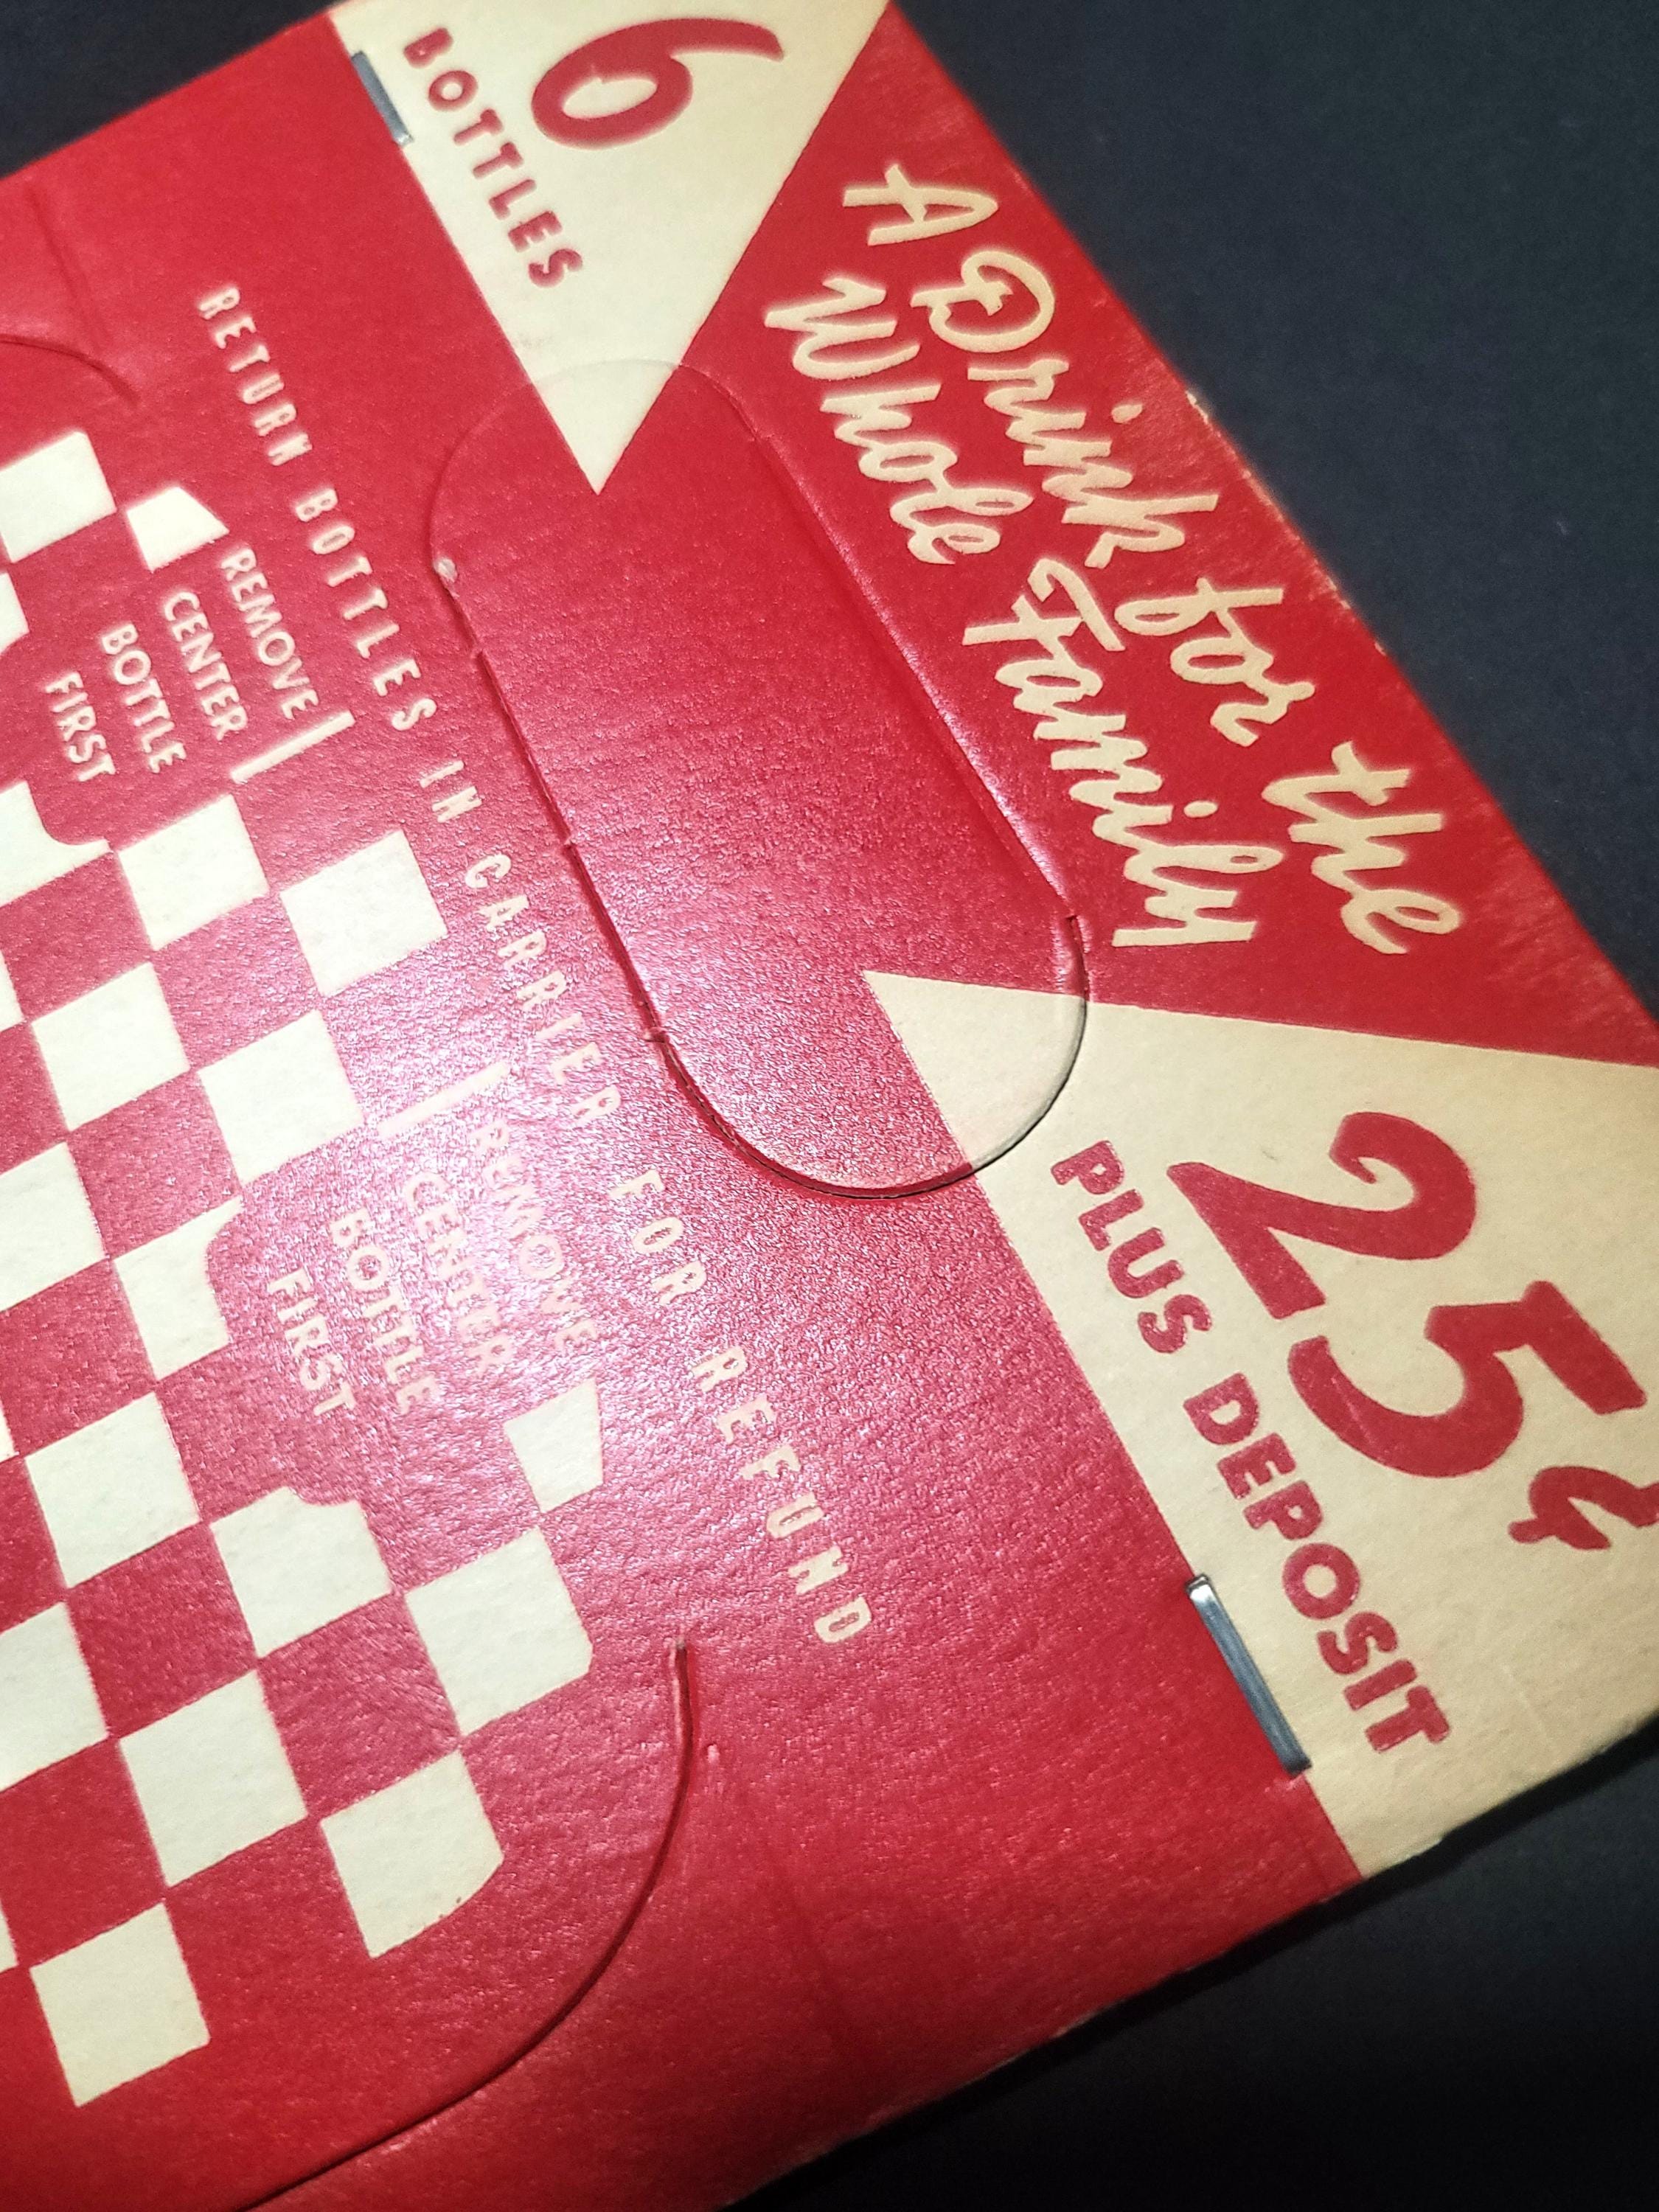 6
BOTTLES
A Drink for the
Whole Family
25¢
PLUS DEPOSIT
RETURN BOTTLES IN CARRIER FOR REFUND
REMOVE
CENTER
BOTTLE
FIRST
REMOVE
CENTER
BOTTLE
FIRST